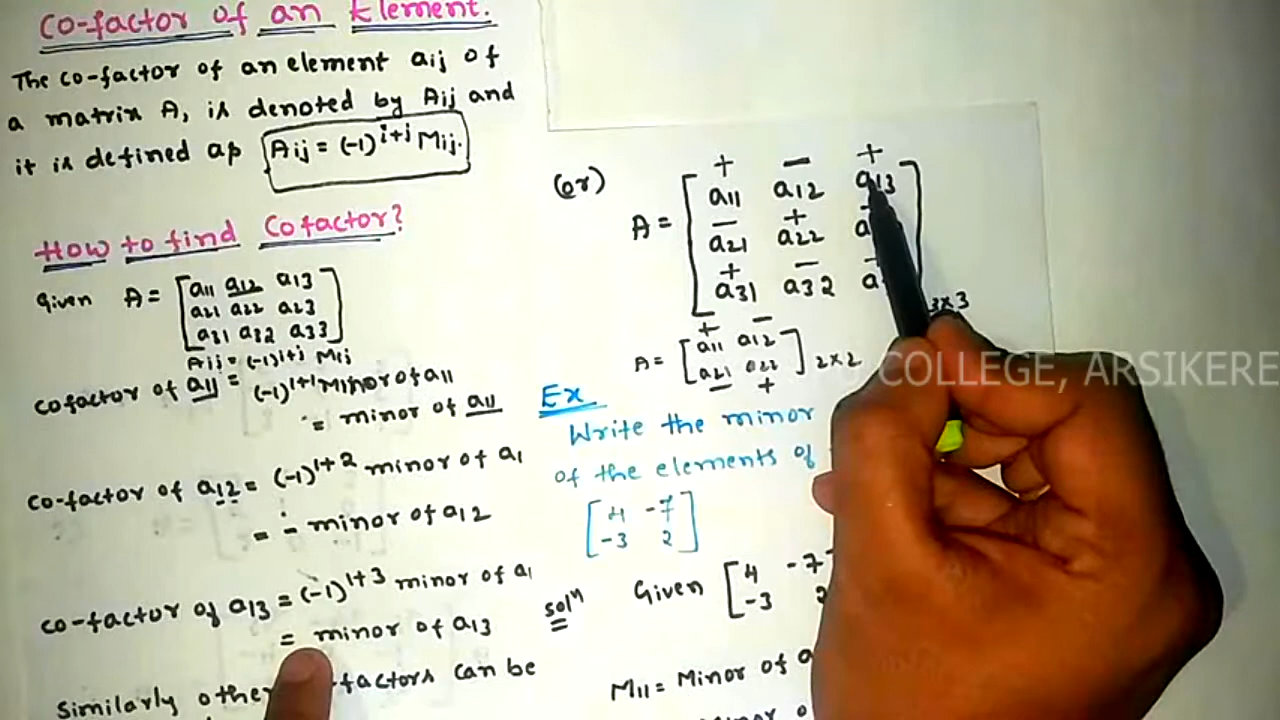 Co-factor of an Element.
The co-factor of an element aij of
a matrix A, is denoted by Aij and
it is defined as Aij = (-1)^i+j Mij.
How to find Cofactor?
Given A = [a11 a12 a13
a21 a22 a23
a31 a32 a33]
Aij = (-1)^i+j Mij
Cofactor of a11 = (-1)^1+1 Minor of a11
= minor of a11
Co-factor of a12 = (-1)^1+2 minor of a1
= - minor of a12
Co-factor of a13 = (-1)^1+3 minor of a1
= minor of a13
Similarly other factors can be
(or)
+ - +
A = [a11 a12 a13]
- +
a21 a22 a
+ -
a31 a32 a
3×3
+ -
A = [a11 a12
a21 a22] 2×2
- +
Ex
Write the minor
of the elements of
[4 -7
-3 2]
Soln Given [4 -7
-3 2
M11 = Minor of a
COLLEGE, ARSIKERE